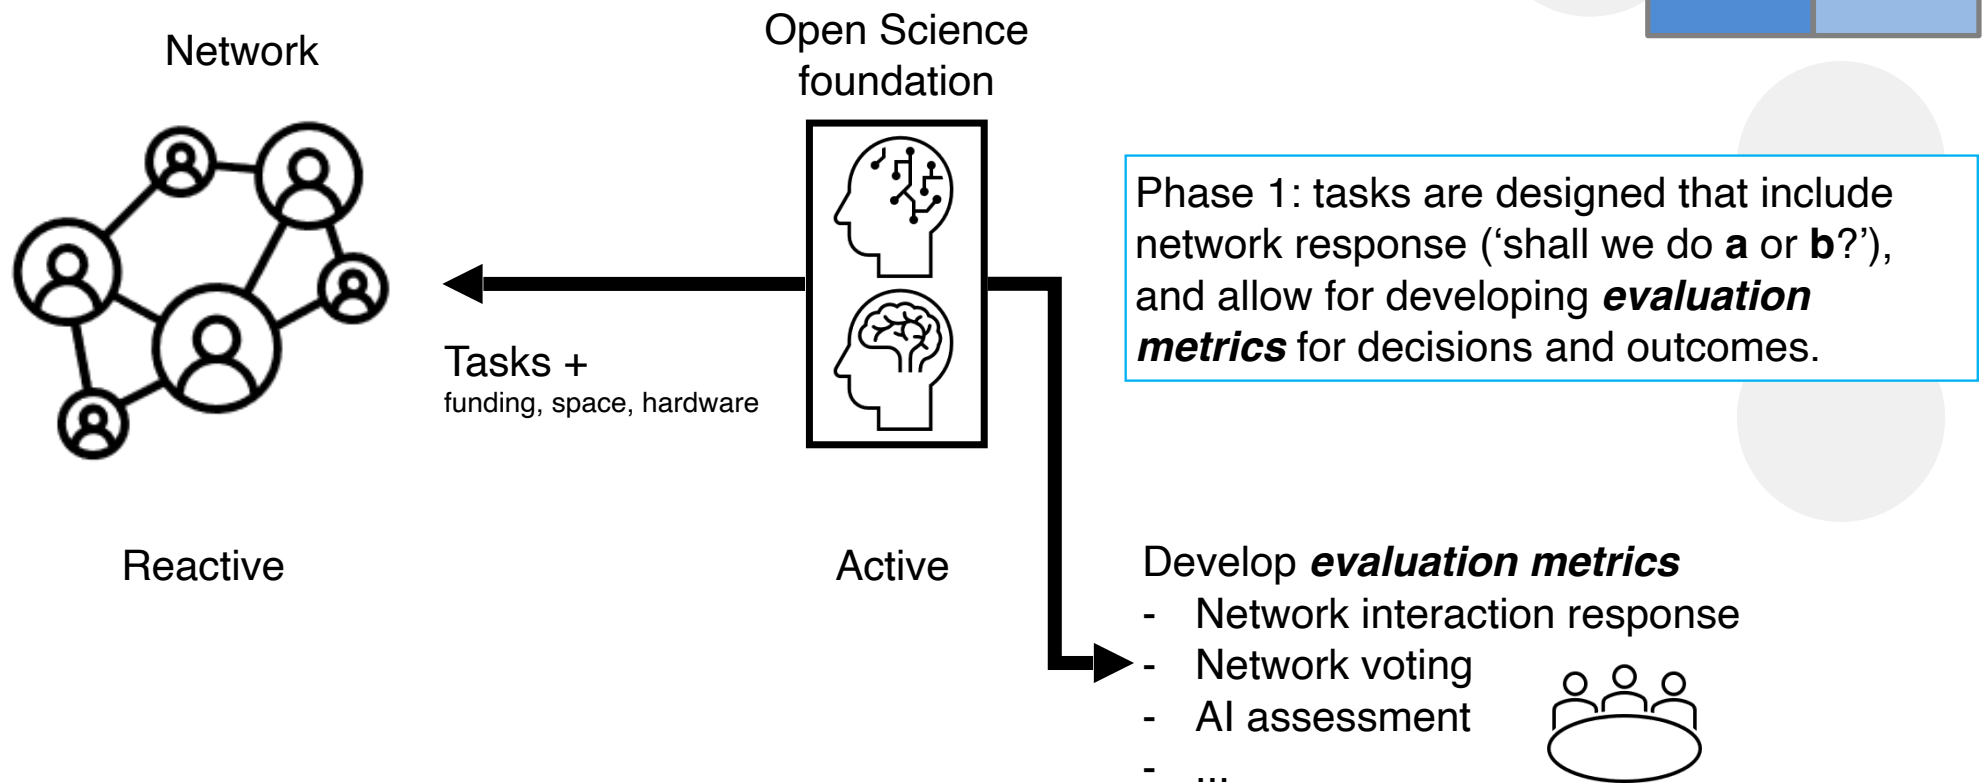 Network
Open Science
foundation
Phase 1: tasks are designed that include
network response (‘shall we do a or b?’),
and allow for developing evaluation
metrics for decisions and outcomes.
Tasks +
funding, space, hardware
Reactive
Active
Develop evaluation metrics
- Network interaction response
- Network voting
- AI assessment
- ...